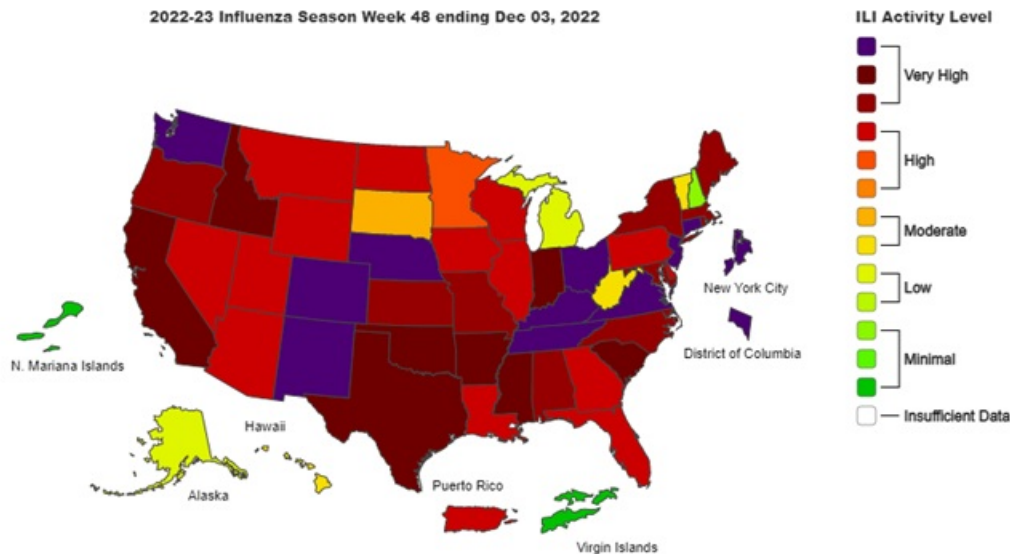 2022-23 Influenza Season Week 48 ending Dec 03, 2022
ILI Activity Level
Very High
High
Moderate
Low
Minimal
Insufficient Data
New York City
District of Columbia
N. Mariana Islands
Hawaii
Alaska
Puerto Rico
Virgin Islands